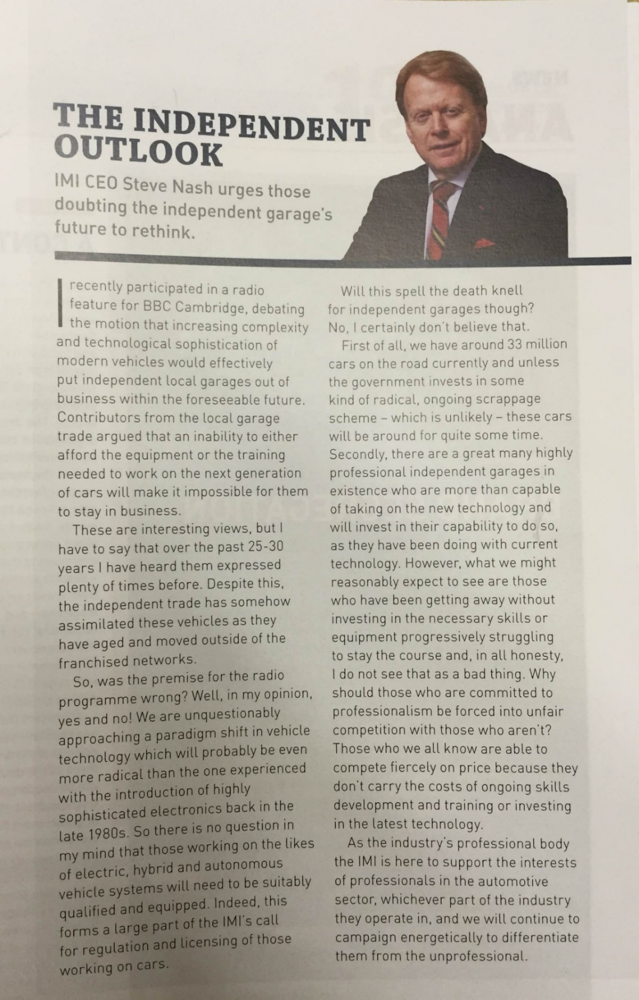 THE INDEPENDENT
OUTLOOK
IMI CEO Steve Nash urges those
doubting the independent garage's
future to rethink.
I recently participated in a radio
feature for BBC Cambridge, debating
the motion that increasing complexity
and technological sophistication of
modern vehicles would effectively
put independent local garages out of
business within the foreseeable future.
Contributors from the local garage
trade argued that an inability to either
afford the equipment or the training
needed to work on the next generation
of cars will make it impossible for them
to stay in business.
These are interesting views, but I
have to say that over the past 25-30
years I have heard them expressed
plenty of times before. Despite this,
the independent trade has somehow
assimilated these vehicles as they
have aged and moved outside of the
franchised networks.
So, was the premise for the radio
programme wrong? Well, in my opinion,
yes and no! We are unquestionably
approaching a paradigm shift in vehicle
technology which will probably be even
more radical than the one experienced
with the introduction of highly
sophisticated electronics back in the
late 1980s. So there is no question in
my mind that those working on the likes
of electric, hybrid and autonomous
vehicle systems will need to be suitably
qualified and equipped. Indeed, this
forms a large part of the IMI's call
for regulation and licensing of those
working on cars.
Will this spell the death knell
for independent garages though?
No, I certainly don't believe that.
First of all, we have around 33 million
cars on the road currently and unless
the government invests in some
kind of radical, ongoing scrappage
scheme – which is unlikely – these cars
will be around for quite some time.
Secondly, there are a great many highly
professional independent garages in
existence who are more than capable
of taking on the new technology and
will invest in their capability to do so,
as they have been doing with current
technology. However, what we might
reasonably expect to see are those
who have been getting away without
investing in the necessary skills or
equipment progressively struggling
to stay the course and, in all honesty,
I do not see that as a bad thing. Why
should those who are committed to
professionalism be forced into unfair
competition with those who aren't?
Those who we all know are able to
compete fiercely on price because they
don't carry the costs of ongoing skills
development and training or investing
in the latest technology.
As the industry's professional body
the IMI is here to support the interests
of professionals in the automotive
sector, whichever part of the industry
they operate in, and we will continue to
campaign energetically to differentiate
them from the unprofessional.